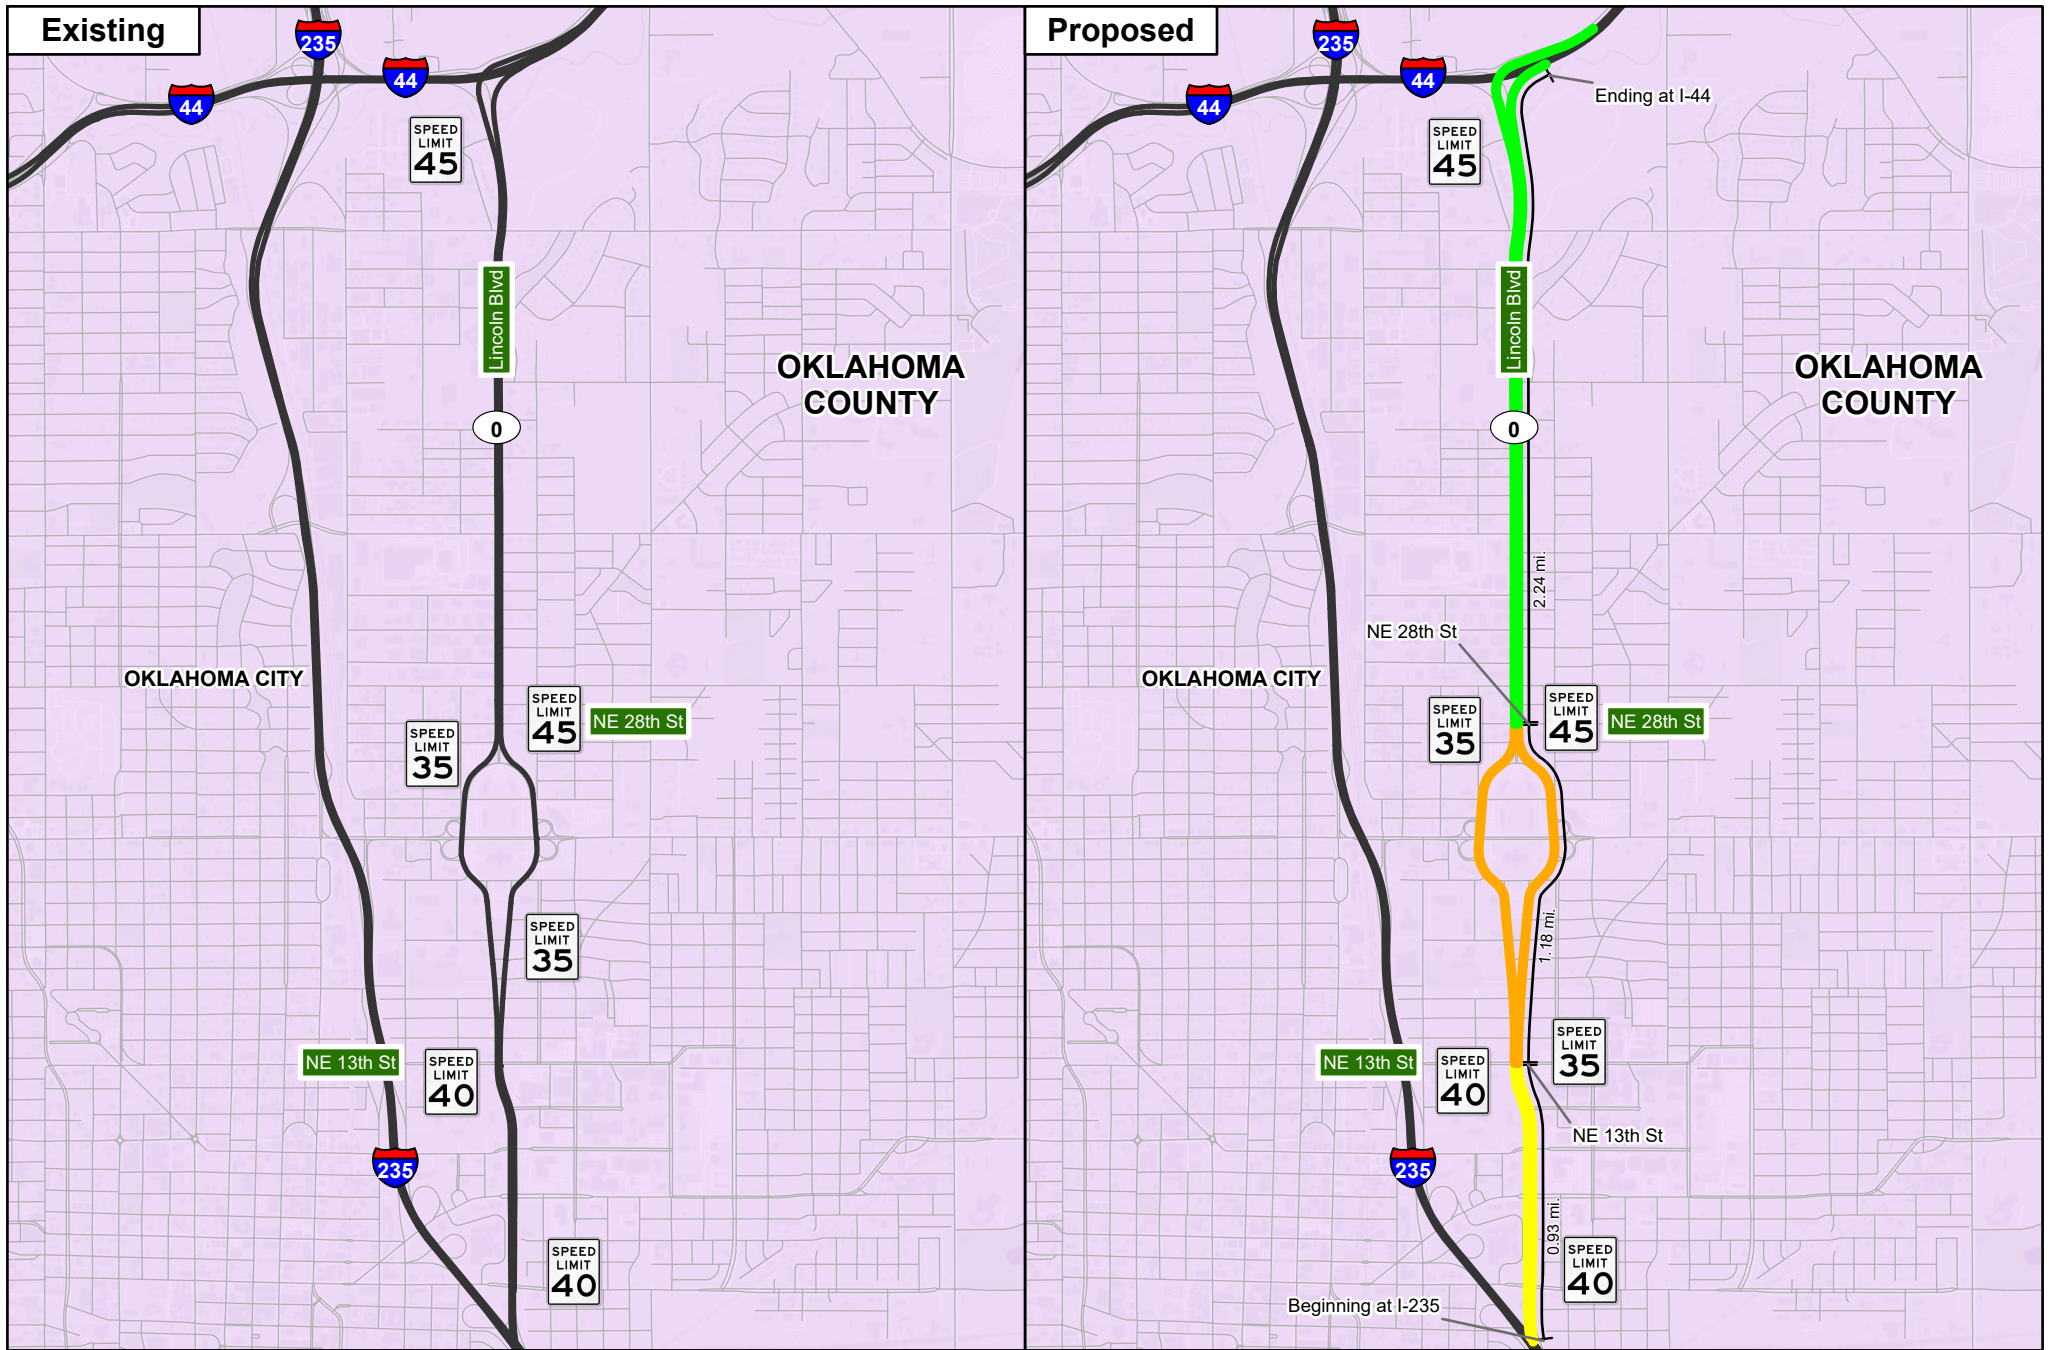 Existing
235
44
44
SPEED
LIMIT
45
Lincoln Blvd
OKLAHOMA
COUNTY
0
OKLAHOMA CITY
SPEED
LIMIT
45
NE 28th St
SPEED
LIMIT
35
SPEED
LIMIT
35
NE 13th St
SPEED
LIMIT
40
235
SPEED
LIMIT
40
Proposed
235
44
44
Ending at I-44
SPEED
LIMIT
45
Lincoln Blvd
OKLAHOMA
COUNTY
0
2.24 mi.
NE 28th St
OKLAHOMA CITY
SPEED
LIMIT
35
SPEED
LIMIT
45
NE 28th St
1.18 mi.
SPEED
LIMIT
35
NE 13th St
SPEED
LIMIT
40
NE 13th St
235
0.93 mi.
SPEED
LIMIT
40
Beginning at I-235